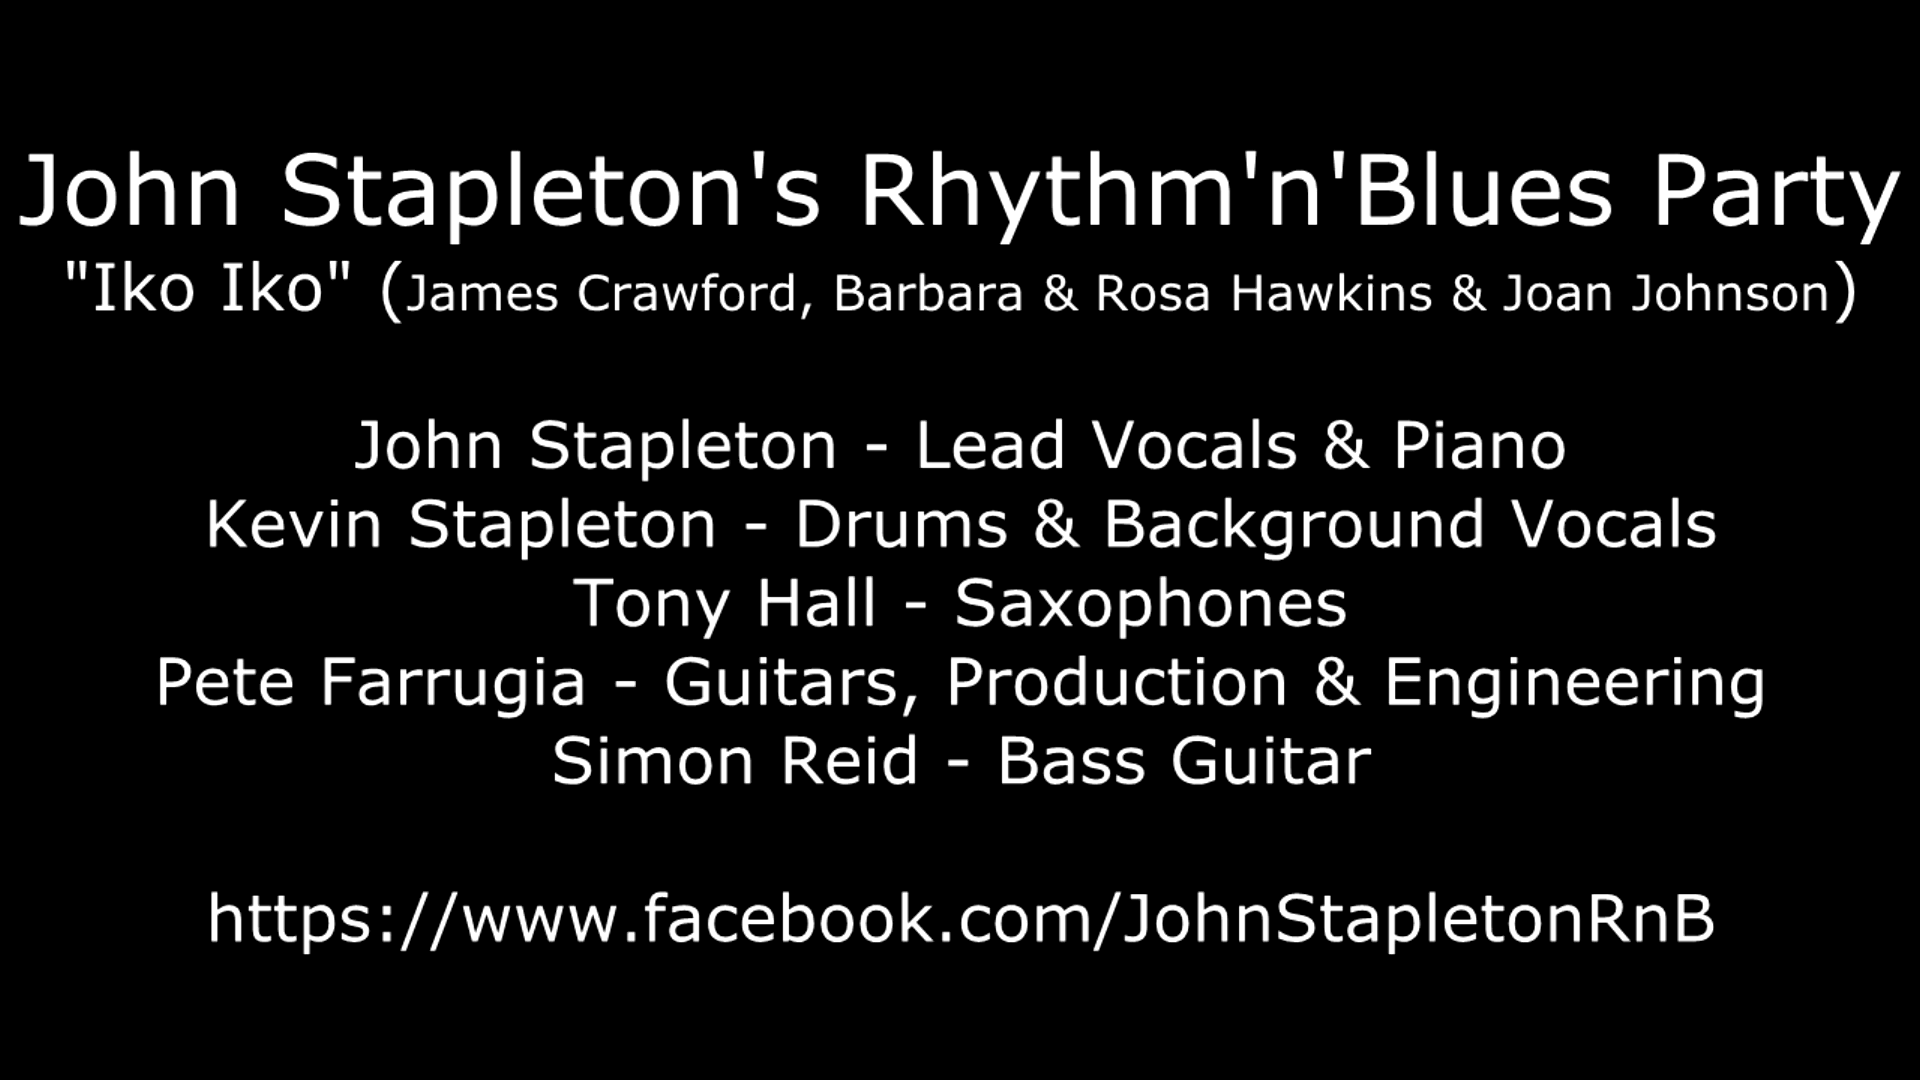 John Stapleton's Rhythm'n'Blues Party
"Iko Iko" (James Crawford, Barbara & Rosa Hawkins & Joan Johnson)
John Stapleton - Lead Vocals & Piano
Kevin Stapleton - Drums & Background Vocals
Tony Hall - Saxophones
Pete Farrugia - Guitars, Production & Engineering
Simon Reid - Bass Guitar
https://www.facebook.com/JohnStapletonRnB